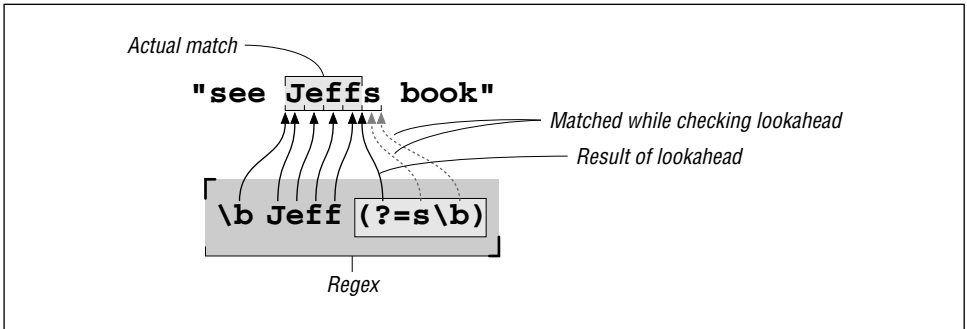 Actual match
"see Jeffs book"
Matched while checking lookahead
Result of lookahead
\b Jeff (?=s\b)
Regex